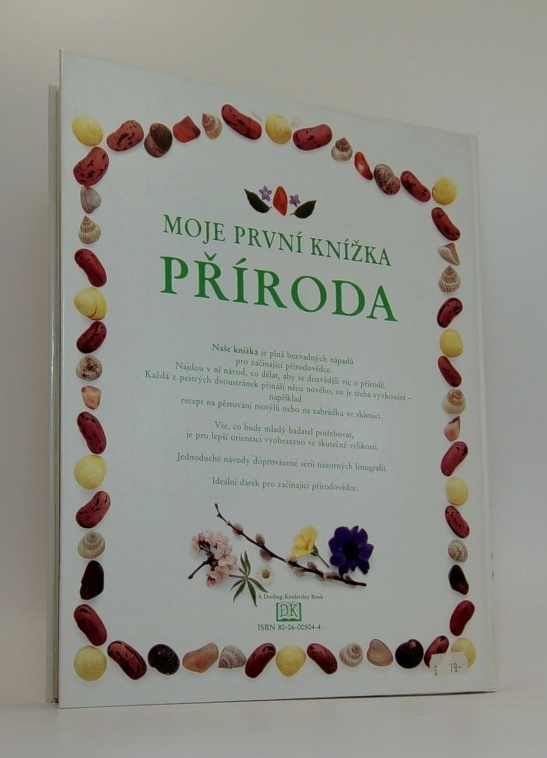 MOJE PRVNÍ KNÍŽKA
PŘÍRODA
Naše knížka je plná bezvadných nápadů
pro začínající přírodovědce.
Najdou v ní návod, co dělat, aby se dozvěděli víc o přírodě.
Každá z pestrých dvoustránek přináší něco nového, co je třeba vyzkoušet –
například
recept na pěstování motýlů nebo na zahrádku ve sklenici.
Vše, co bude mladý badatel potřebovat,
je pro lepší orientaci vyobrazeno ve skutečné velikosti.
Jednoduché návody doprovázené sérií názorných fotografií.
Ideální dárek pro začínající přírodovědce.
A Dorling Kindersley Book
DK
ISBN 80-06-00504-4
79-